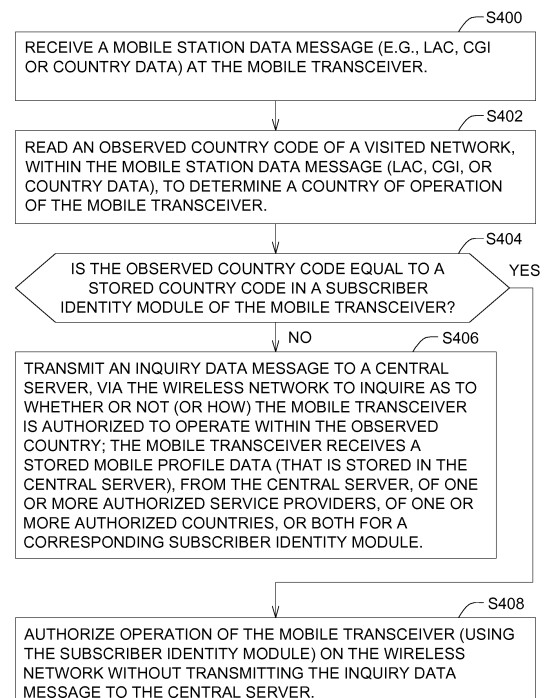 S400
RECEIVE A MOBILE STATION DATA MESSAGE (E.G., LAC, CGI
OR COUNTRY DATA) AT THE MOBILE TRANSCEIVER.
S402
READ AN OBSERVED COUNTRY CODE OF A VISITED NETWORK,
WITHIN THE MOBILE STATION DATA MESSAGE (LAC, CGI, OR
COUNTRY DATA), TO DETERMINE A COUNTRY OF OPERATION
OF THE MOBILE TRANSCEIVER.
S404
IS THE OBSERVED COUNTRY CODE EQUAL TO A
STORED COUNTRY CODE IN A SUBSCRIBER
IDENTITY MODULE OF THE MOBILE TRANSCEIVER?
YES
NO
S406
TRANSMIT AN INQUIRY DATA MESSAGE TO A CENTRAL
SERVER, VIA THE WIRELESS NETWORK TO INQUIRE AS TO
WHETHER OR NOT (OR HOW) THE MOBILE TRANSCEIVER
IS AUTHORIZED TO OPERATE WITHIN THE OBSERVED
COUNTRY; THE MOBILE TRANSCEIVER RECEIVES A
STORED MOBILE PROFILE DATA (THAT IS STORED IN THE
CENTRAL SERVER), FROM THE CENTRAL SERVER, OF ONE
OR MORE AUTHORIZED SERVICE PROVIDERS, OF ONE OR
MORE AUTHORIZED COUNTRIES, OR BOTH FOR A
CORRESPONDING SUBSCRIBER IDENTITY MODULE.
S408
AUTHORIZE OPERATION OF THE MOBILE TRANSCEIVER (USING
THE SUBSCRIBER IDENTITY MODULE) ON THE WIRELESS
NETWORK WITHOUT TRANSMITTING THE INQUIRY DATA
MESSAGE TO THE CENTRAL SERVER.